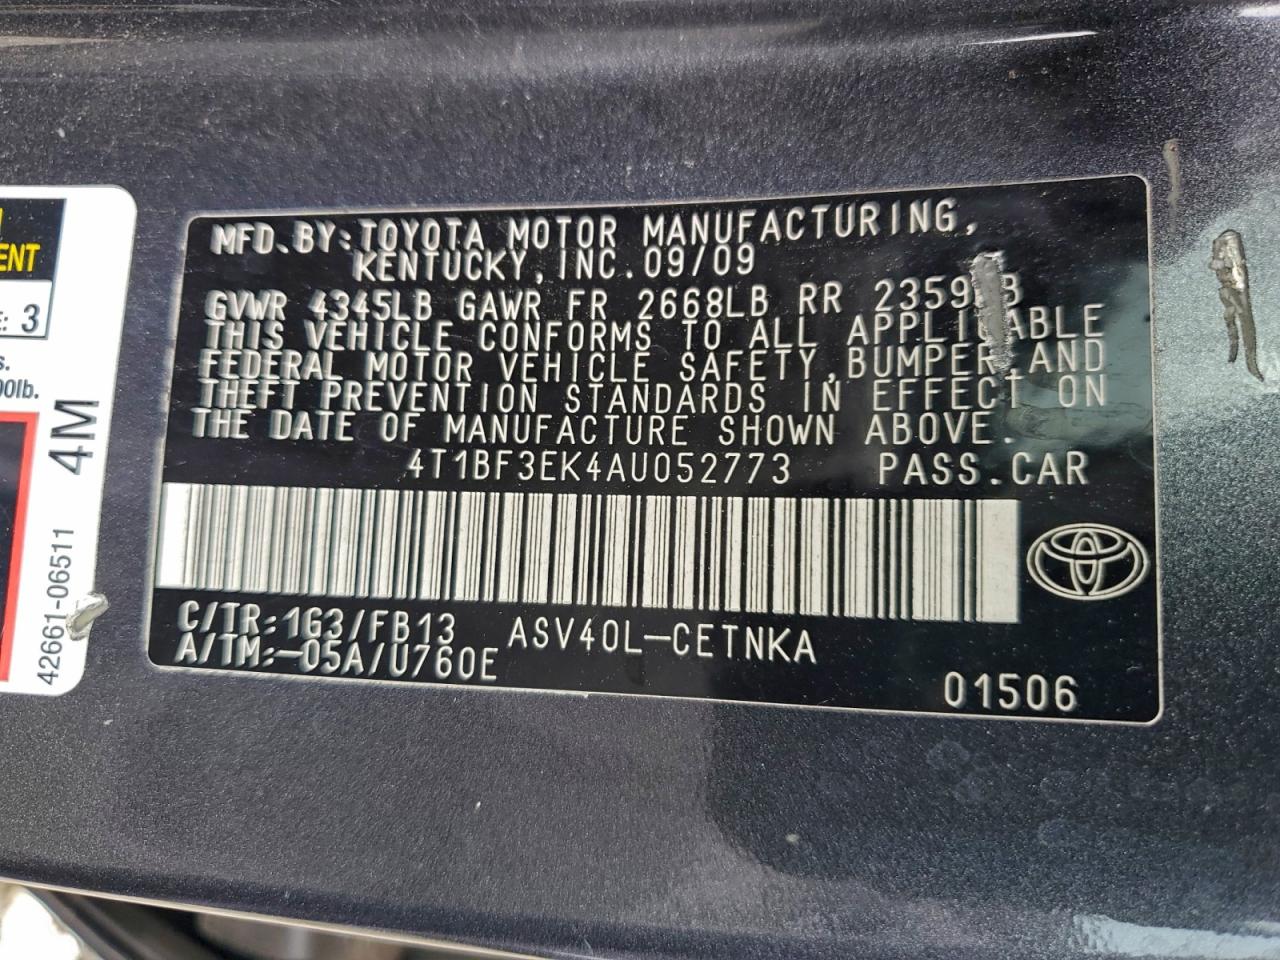 MFD.BY:TOYOTA MOTOR MANUFACTURING,
KENTUCKY,INC.09/09
GVWR 4345LB GAWR FR 2668LB RR
THIS VEHICLE CONFORMS TO ALL APPLICABLE
FEDERAL MOTOR VEHICLE SAFETY,BUMPER,AND
THEFT PREVENTION STANDARDS IN EFFECT ON
THE DATE OF MANUFACTURE SHOWN ABOVE.
4T1BF3EK4AU052773 PASS.CAR
C/TR:1G3/FB13 ASV40L-CETNKA
A/TM:-05A/U760E
01506
3
4M
42661-06511